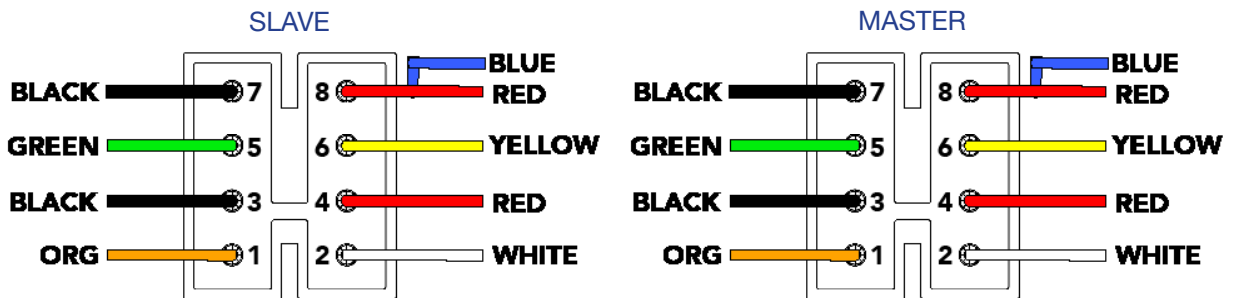 SLAVE MASTER
BLUE BLUE
BLACK 7 8 RED BLACK 7 8 RED
GREEN 5 6 YELLOW GREEN 5 6 YELLOW
BLACK 3 4 RED BLACK 3 4 RED
ORG 1 2 WHITE ORG 1 2 WHITE